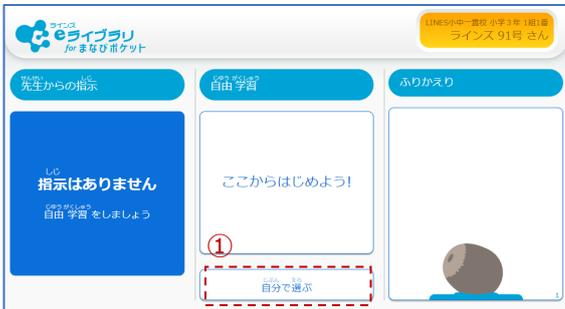 ラインズ
eライブラリ
for まなびポケット
LINES小中一貫校 小学3年 1組1番
ラインズ 91号 さん
せんせい しじ
先生からの指示
じゆう がくしゅう
自由 学習
ふりかえり
しじ
指示はありません
じゆう がくしゅう
自由 学習 をしましょう
ここからはじめよう!
①
じぶん えら
自分で選ぶ
1